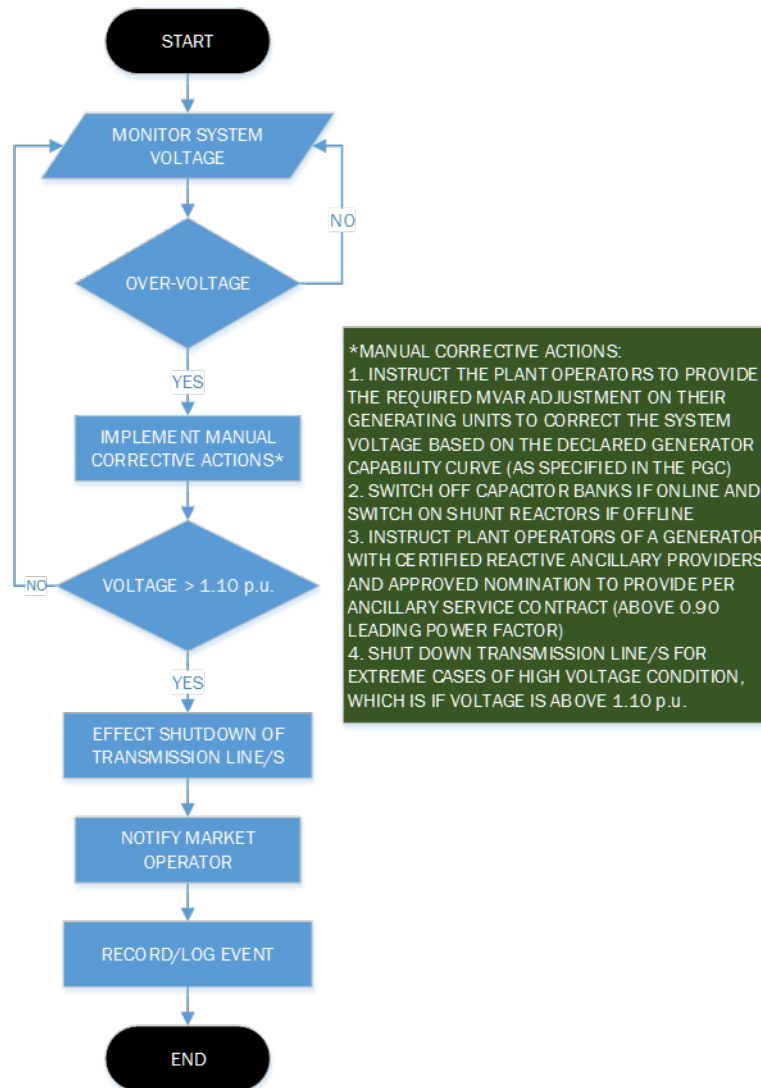 START
MONITOR SYSTEM
VOLTAGE
NO
OVER-VOLTAGE
YES
IMPLEMENT MANUAL
CORRECTIVE ACTIONS*
NO
VOLTAGE > 1.10 p.u.
YES
EFFECT SHUTDOWN OF
TRANSMISSION LINE/S
NOTIFY MARKET
OPERATOR
RECORD/LOG EVENT
END
*MANUAL CORRECTIVE ACTIONS:
1. INSTRUCT THE PLANT OPERATORS TO PROVIDE
THE REQUIRED MVAR ADJUSTMENT ON THEIR
GENERATING UNITS TO CORRECT THE SYSTEM
VOLTAGE BASED ON THE DECLARED GENERATOR
CAPABILITY CURVE (AS SPECIFIED IN THE PGC)
2. SWITCH OFF CAPACITOR BANKS IF ONLINE AND
SWITCH ON SHUNT REACTORS IF OFFLINE
3. INSTRUCT PLANT OPERATORS OF A GENERATOR
WITH CERTIFIED REACTIVE ANCILLARY PROVIDERS
AND APPROVED NOMINATION TO PROVIDE PER
ANCILLARY SERVICE CONTRACT (ABOVE 0.90
LEADING POWER FACTOR)
4. SHUT DOWN TRANSMISSION LINE/S FOR
EXTREME CASES OF HIGH VOLTAGE CONDITION,
WHICH IS IF VOLTAGE IS ABOVE 1.10 p.u.